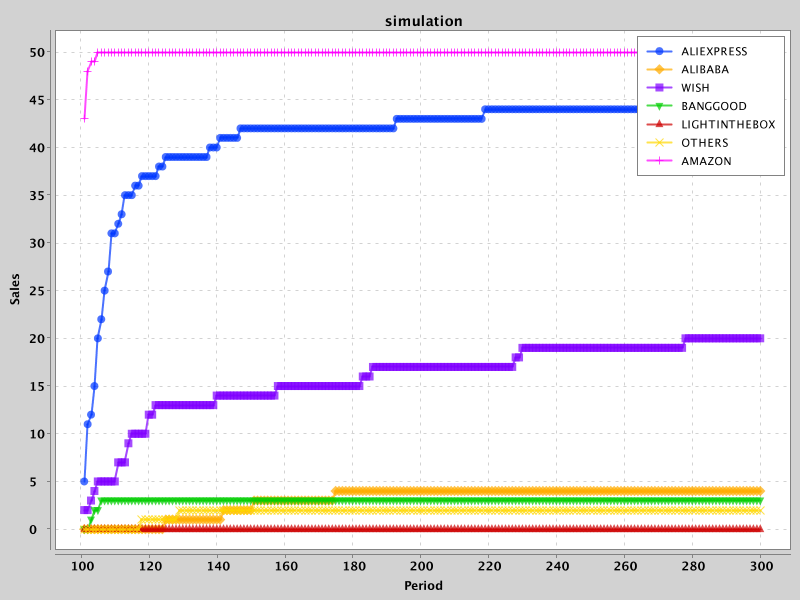 simulation
50
45
40
35
30
25
20
15
10
5
0
Sales
ALIEXPRESS
ALIBABA
WISH
BANGGOOD
LIGHTINTHEBOX
OTHERS
AMAZON
100 120 140 160 180 200 220 240 260 280 300
Period